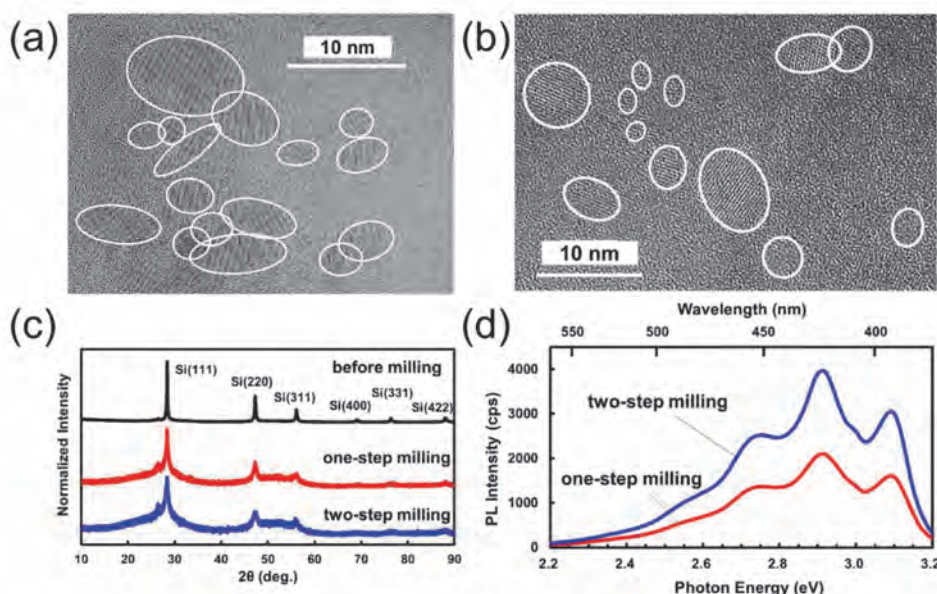 (a)
10 nm
(b)
10 nm
(c)
Normalized Intensity
before milling
Si(111)
Si(220)
Si(311)
Si(400)
Si(331)
Si(422)
one-step milling
two-step milling
10 20 30 40 50 60 70 80 90
2θ (deg.)
(d)
Wavelength (nm)
550 500 450 400
PL Intensity (cps)
4000
3000
2000
1000
0
two-step milling
one-step milling
2.2 2.4 2.6 2.8 3.0 3.2
Photon Energy (eV)